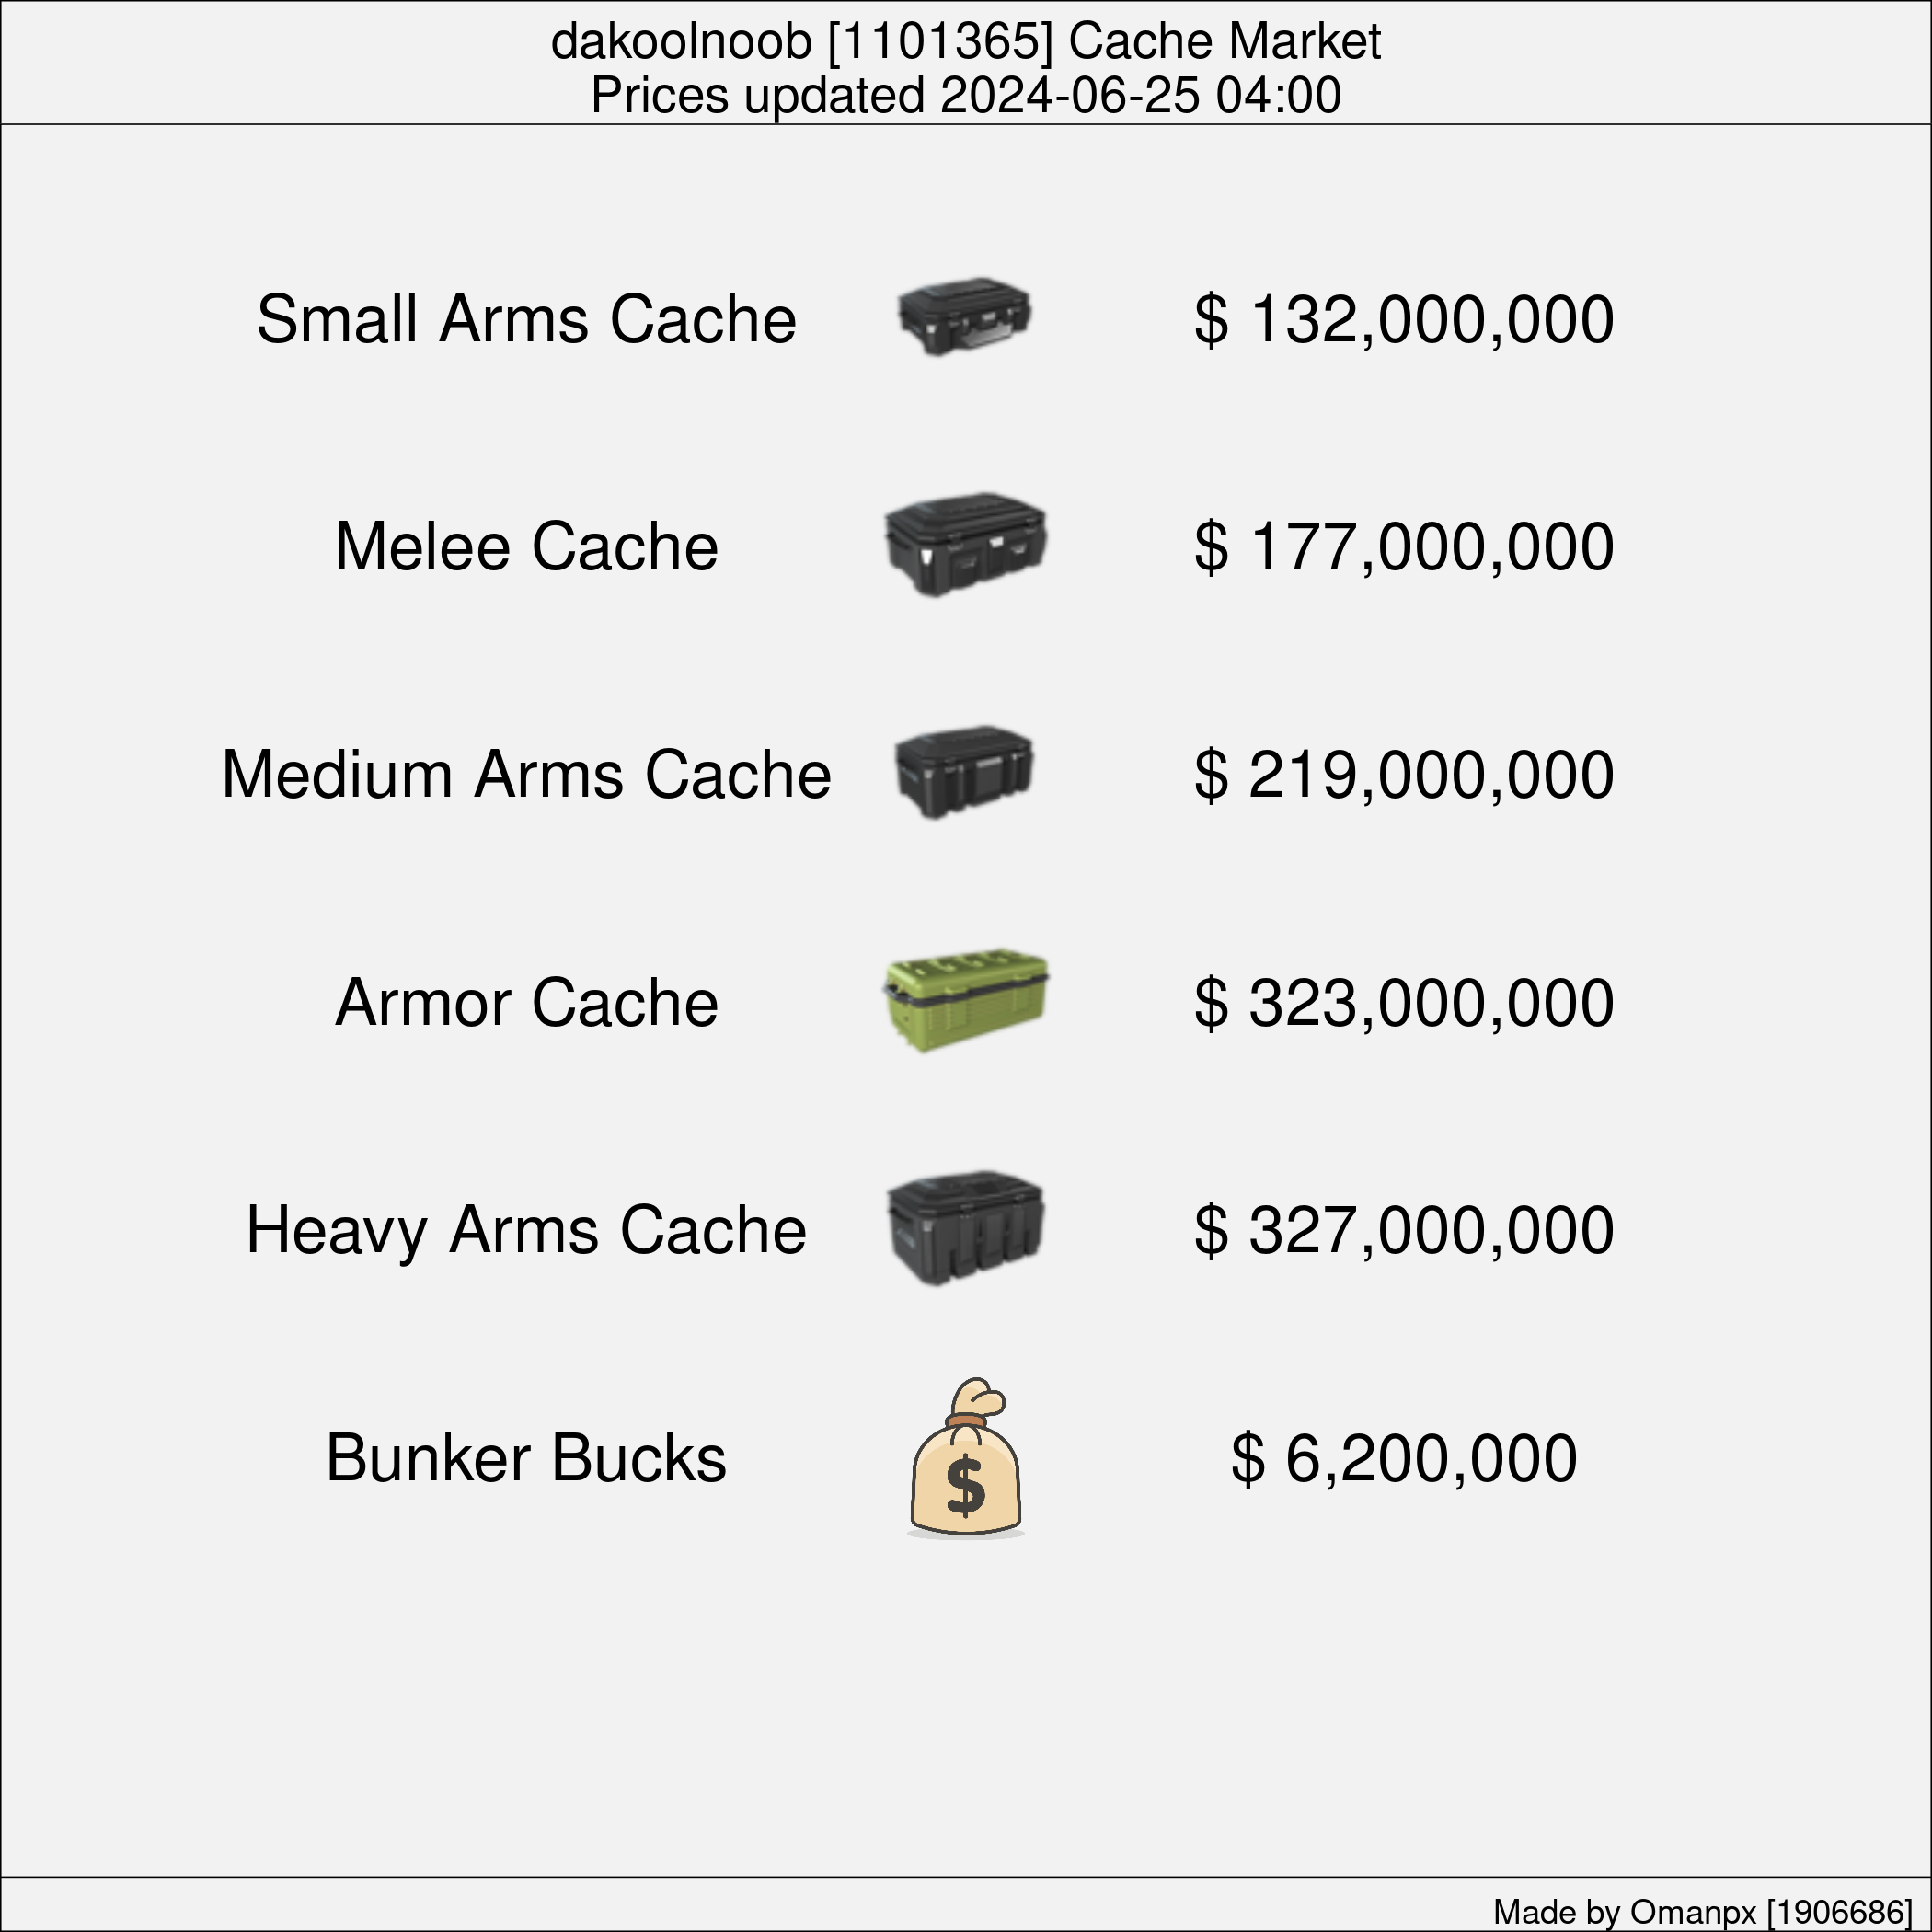 dakoolnoob [1101365] Cache Market
Prices updated 2024-06-25 04:00
Small Arms Cache $ 132,000,000
Melee Cache $ 177,000,000
Medium Arms Cache $ 219,000,000
Armor Cache $ 323,000,000
Heavy Arms Cache $ 327,000,000
Bunker Bucks $ $ 6,200,000
Made by Omanpx [1906686]